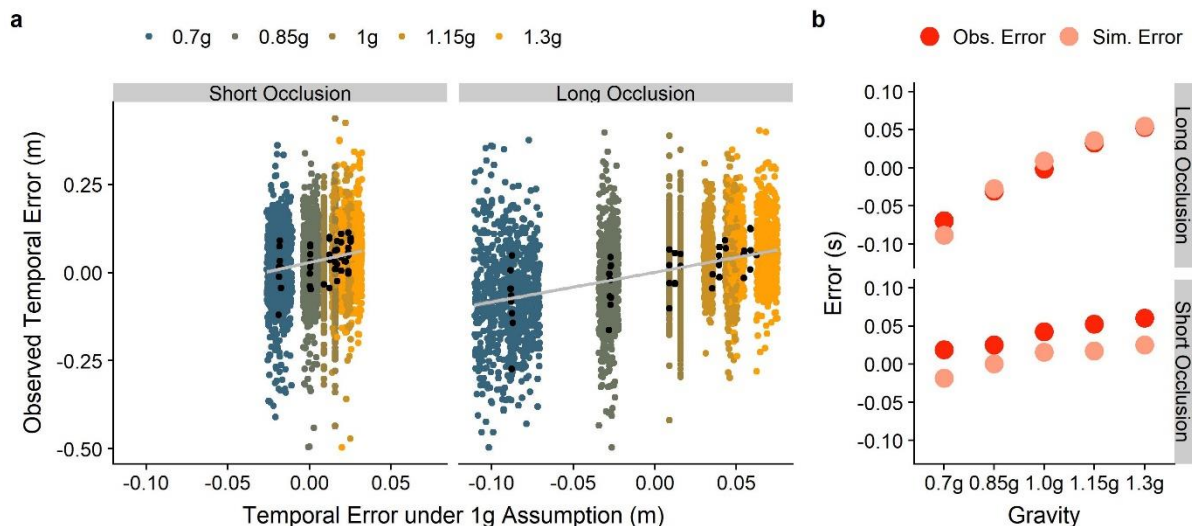 a
0.7g 0.85g 1g 1.15g 1.3g
Short Occlusion Long Occlusion
Observed Temporal Error (m)
0.25
0.00
-0.25
-0.50
-0.10 -0.05 0.00 0.05 -0.10 -0.05 0.00 0.05
Temporal Error under 1g Assumption (m)
b
Obs. Error Sim. Error
Error (s)
0.10
0.05
0.00
-0.05
-0.10
Long Occlusion
0.10
0.05
0.00
-0.05
-0.10
Short Occlusion
0.7g 0.85g 1.0g 1.15g 1.3g
Gravity